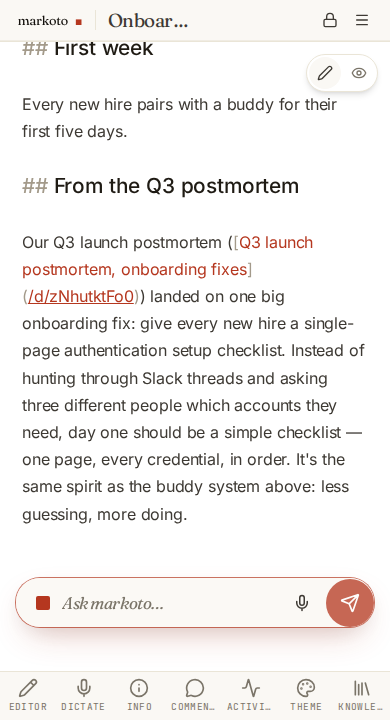 markoto
Onboar...
## First week
Every new hire pairs with a buddy for their
first five days.
## From the Q3 postmortem
Our Q3 launch postmortem ([Q3 launch
postmortem, onboarding fixes]
(/d/zNhutktFo0)) landed on one big
onboarding fix: give every new hire a single-
page authentication setup checklist. Instead of
hunting through Slack threads and asking
three different people which accounts they
need, day one should be a simple checklist —
one page, every credential, in order. It's the
same spirit as the buddy system above: less
guessing, more doing.
Ask markoto...
EDITOR DICTATE INFO COMMEN… ACTIVI… THEME KNOWLE…